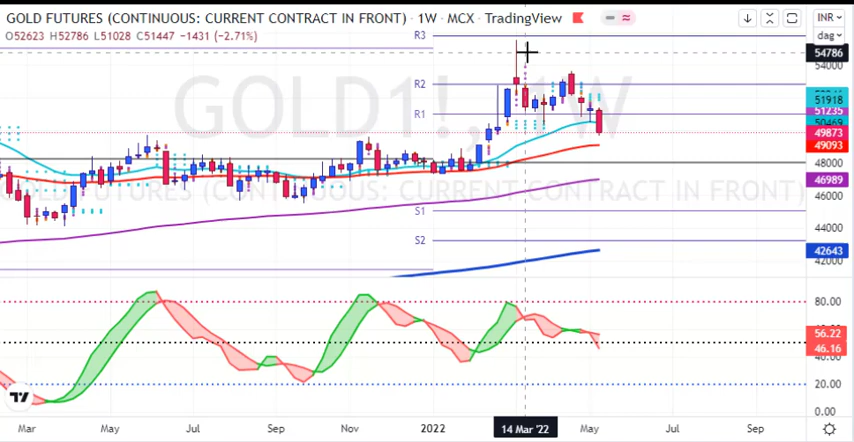 GOLD FUTURES (CONTINUOUS: CURRENT CONTRACT IN FRONT) · 1W · MCX · TradingView
O52623 H52786 L51028 C51447 −1431 (−2.71%)
INR
dag
R3
54786
54000
R2
51918
R1
51735
50469
49873
49093
48000
46989
46000
S1
44000
S2
42643
42000
GOLD1!, 1W
GOLD FUTURES (CONTINUOUS: CURRENT CONTRACT IN FRONT)
80.00
56.22
46.16
20.00
0.00
Mar May Jul Sep Nov 2022 14 Mar '22 May Jul Sep